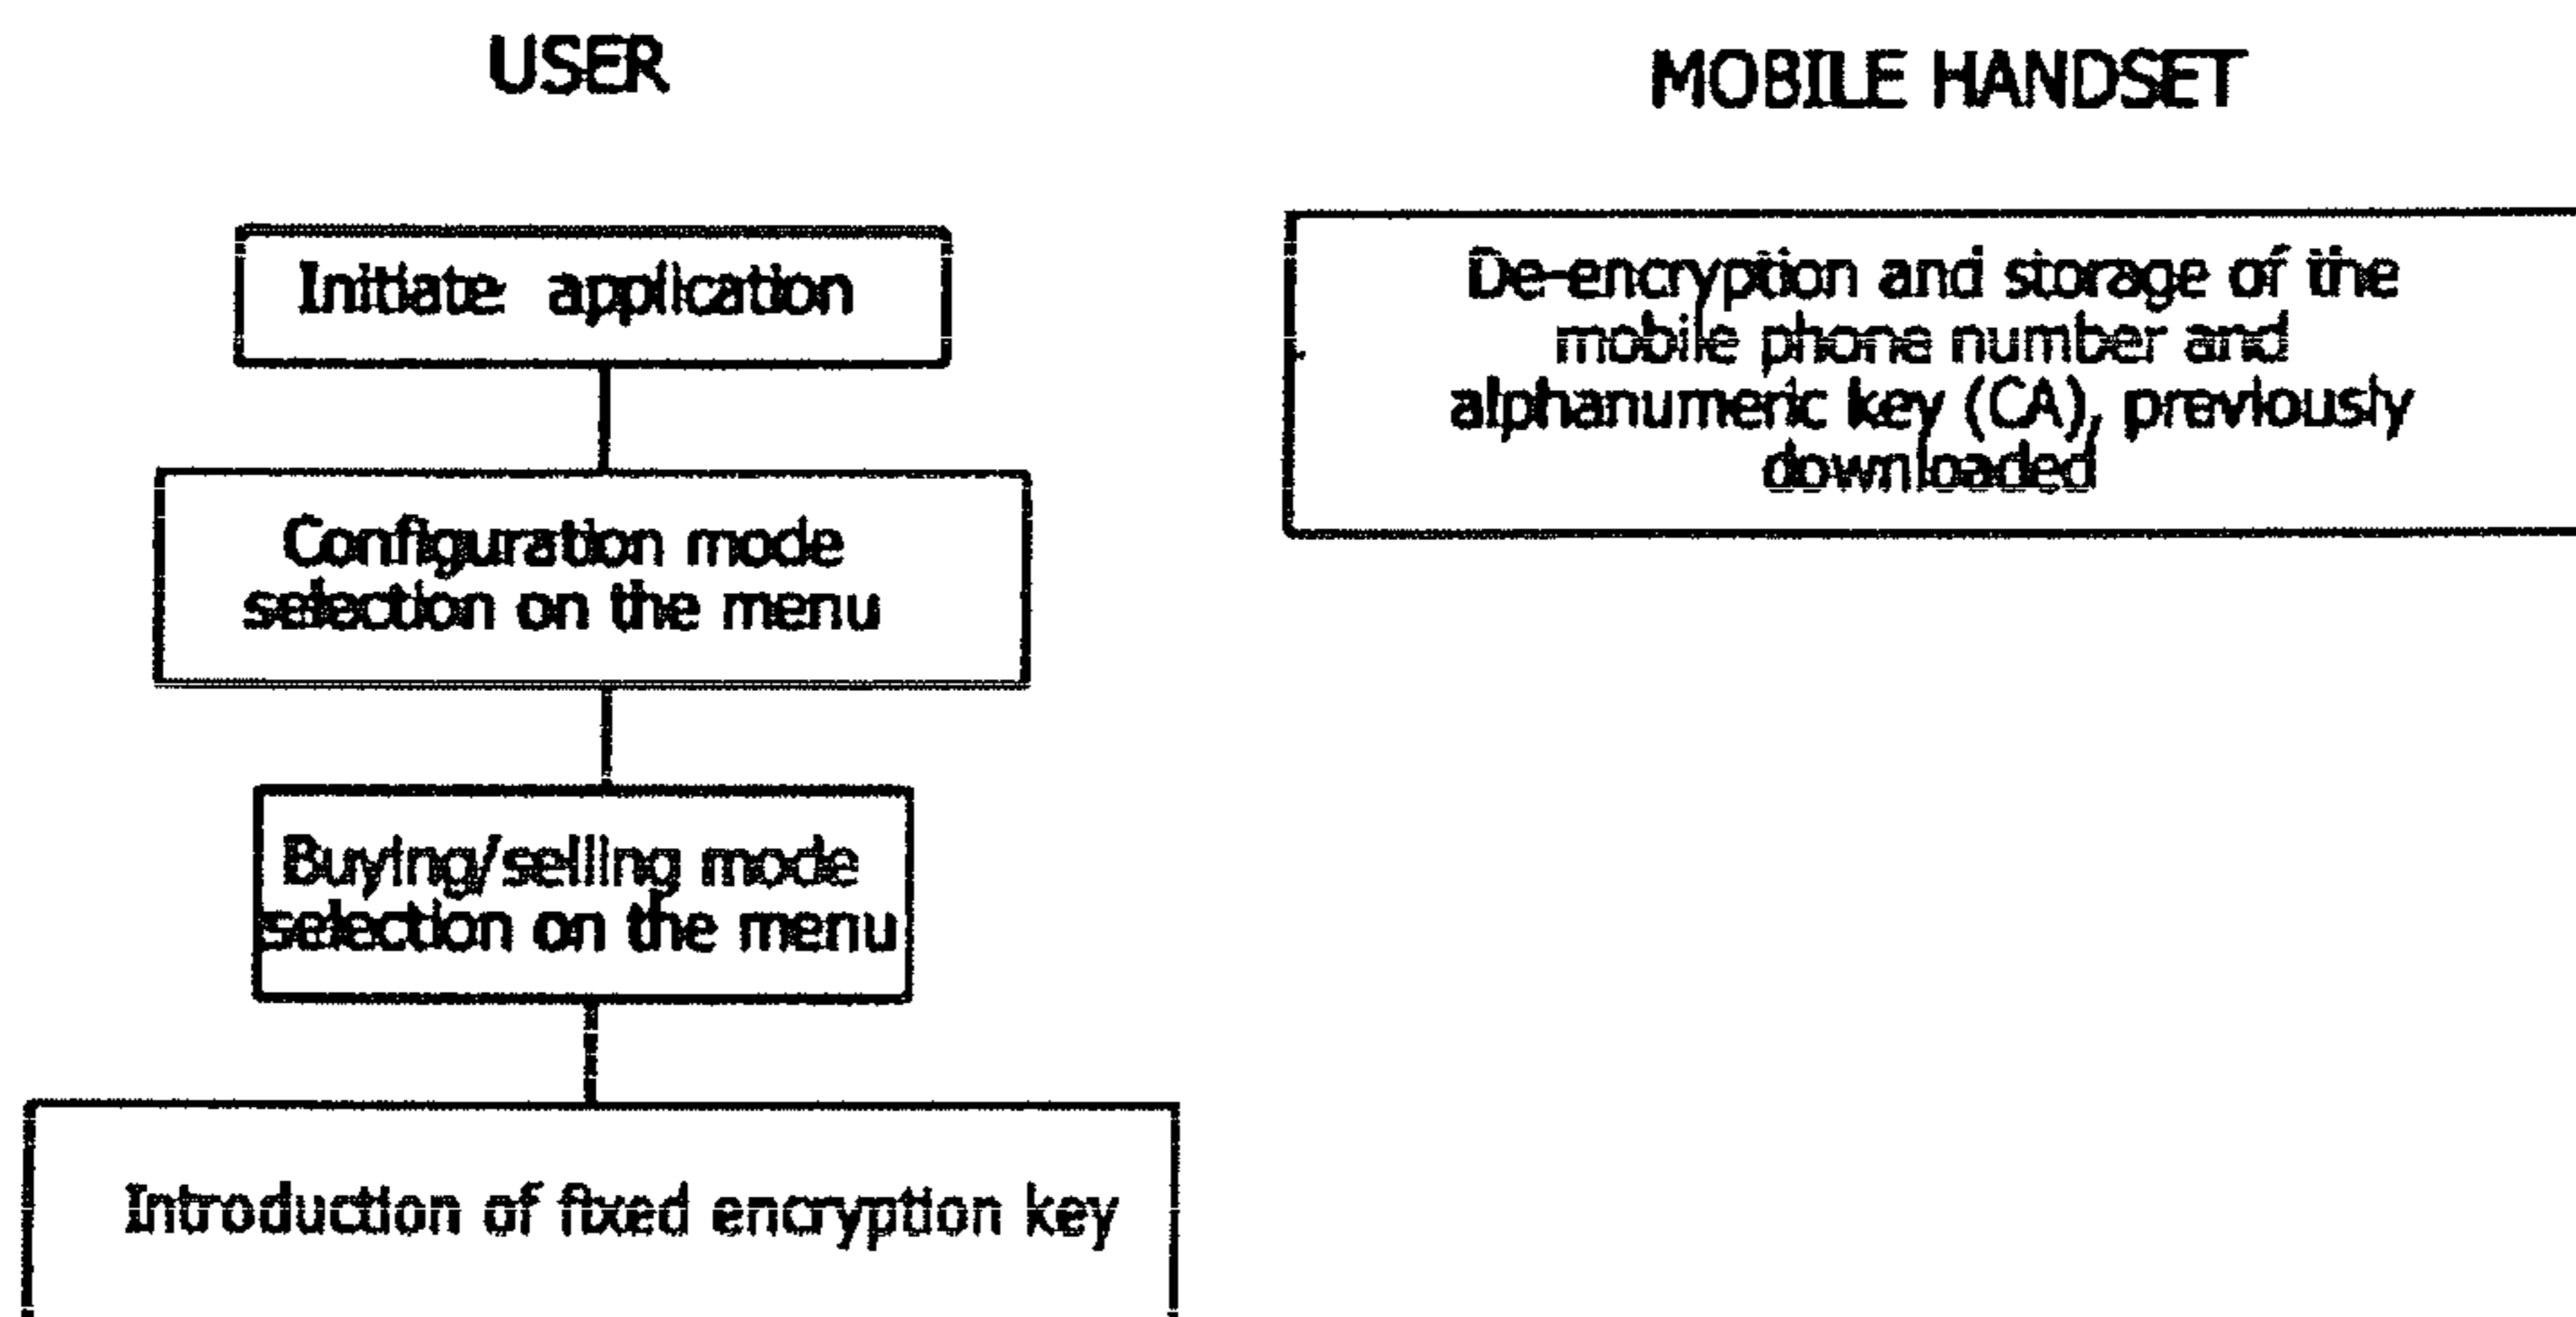 USER
Initiate application
Configuration mode
selection on the menu
Buying/selling mode
selection on the menu
Introduction of fixed encryption key
MOBILE HANDSET
De-encryption and storage of the
mobile phone number and
alphanumeric key (CA), previously
downloaded